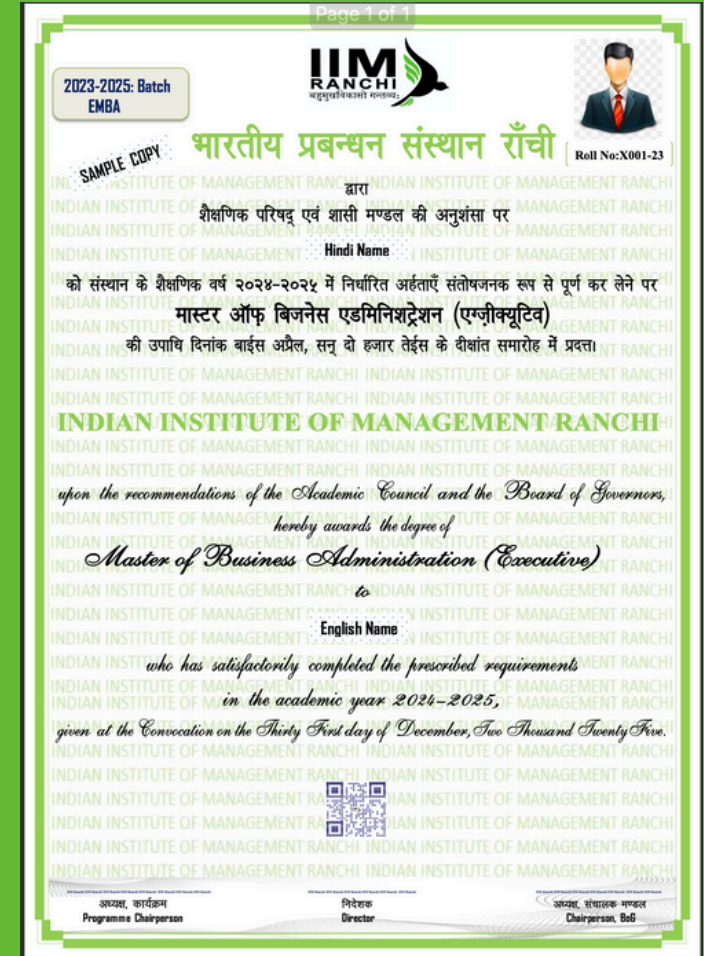 Page 1 of 1
IIM
RANCHI
बहुमुखविकासो गन्तव्यः
2023-2025: Batch
EMBA
SAMPLE COPY
भारतीय प्रबन्धन संस्थान राँची
Roll No:X001-23
द्वारा
शैक्षणिक परिषद् एवं शासी मण्डल की अनुशंसा पर
Hindi Name
को संस्थान के शैक्षणिक वर्ष २०२४-२०२५ में निर्धारित अर्हताएँ संतोषजनक रूप से पूर्ण कर लेने पर
मास्टर ऑफ़ बिजनेस एडमिनिशट्रेशन (एग्ज़ीक्यूटिव)
की उपाधि दिनांक बाईस अप्रैल, सन् दो हजार तेईस के दीक्षांत समारोह में प्रदत्त।
INDIAN INSTITUTE OF MANAGEMENT RANCHI
upon the recommendations of the Academic Council and the Board of Governors,
hereby awards the degree of
Master of Business Administration (Executive)
to
English Name
who has satisfactorily completed the prescribed requirements
in the academic year 2024-2025,
given at the Convocation on the Thirty First day of December, Two Thousand Twenty Five.
अध्यक्ष, कार्यक्रम
Programme Chairperson
निदेशक
Director
अध्यक्ष, संचालक मण्डल
Chairperson, BoG